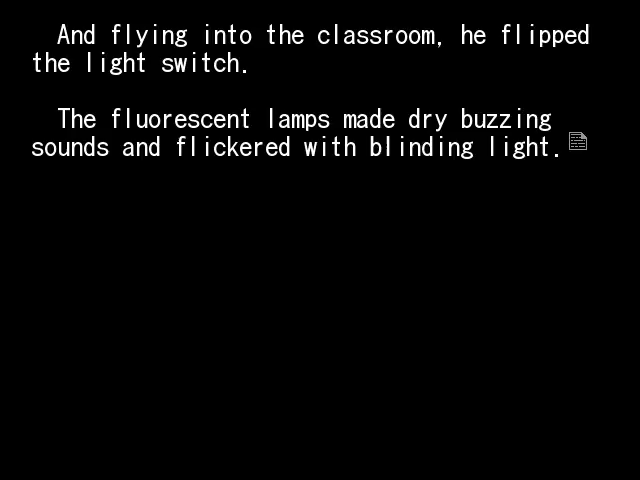 And flying into the classroom, he flipped
the light switch.
The fluorescent lamps made dry buzzing
sounds and flickered with blinding light.